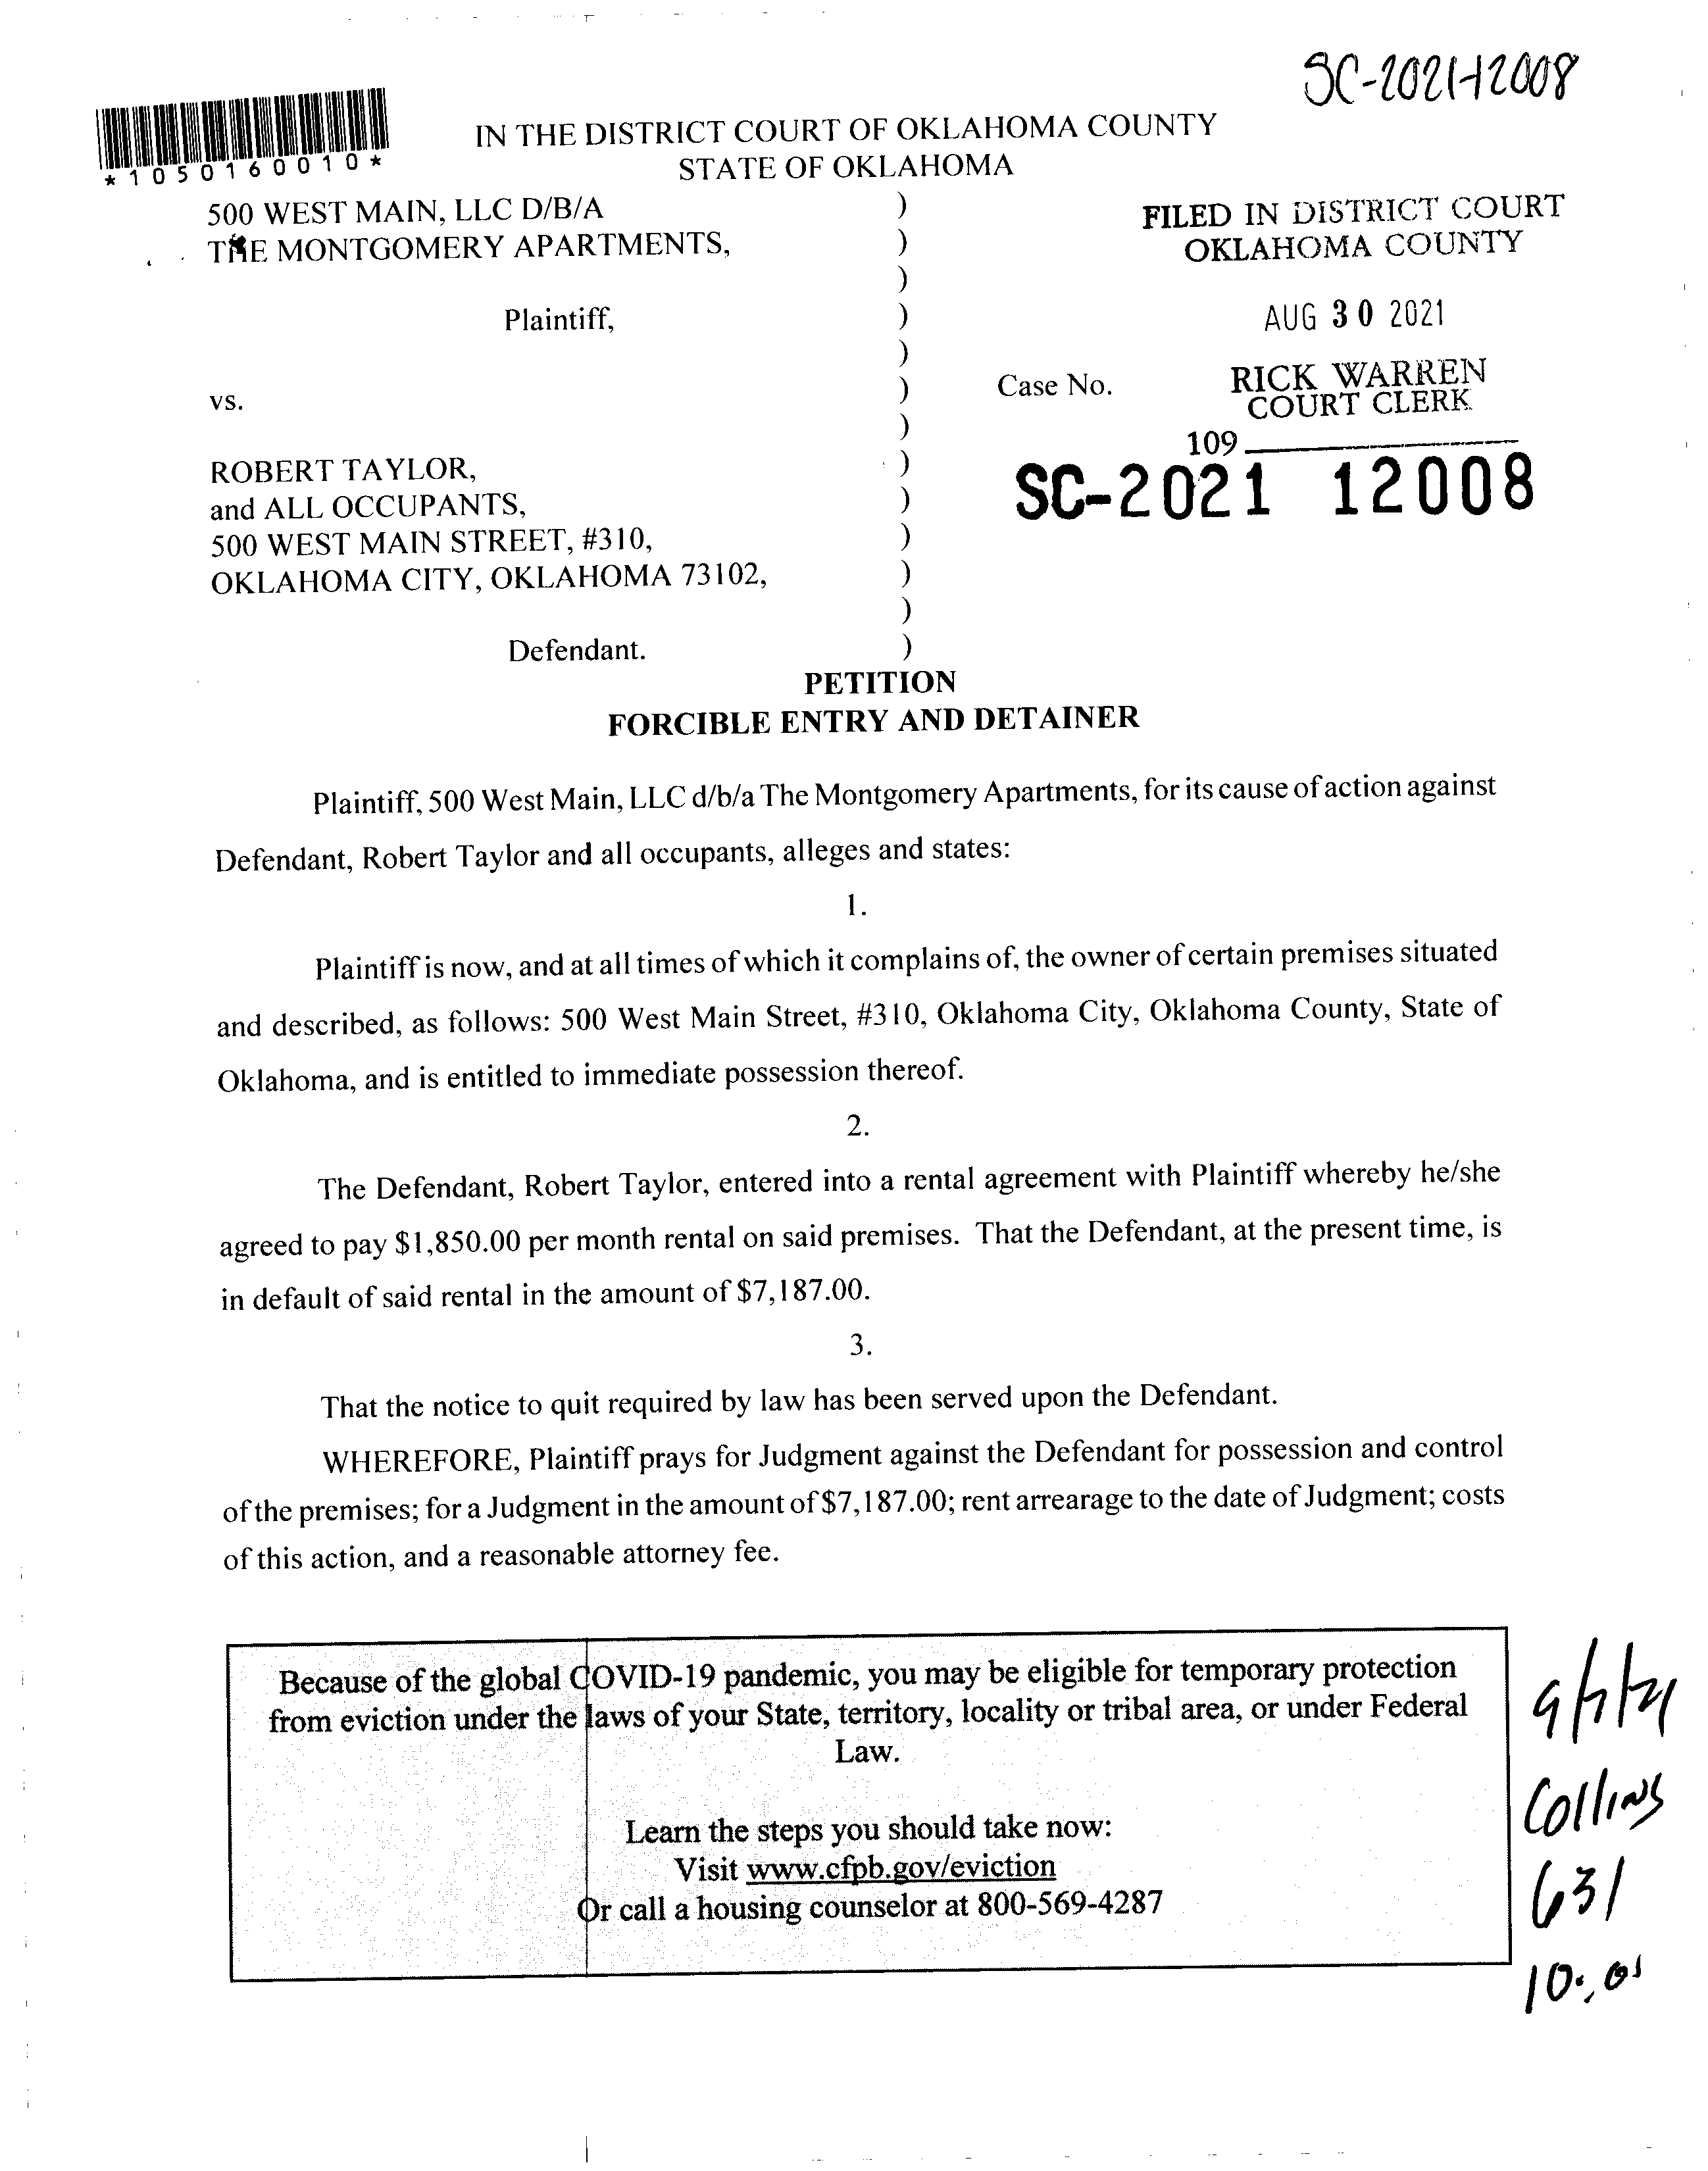 SC-2021-12008
*1050160010*
IN THE DISTRICT COURT OF OKLAHOMA COUNTY
STATE OF OKLAHOMA
500 WEST MAIN, LLC D/B/A )
THE MONTGOMERY APARTMENTS, )
)
Plaintiff, )
)
vs. )
)
ROBERT TAYLOR, )
and ALL OCCUPANTS, )
500 WEST MAIN STREET, #310, )
OKLAHOMA CITY, OKLAHOMA 73102, )
)
Defendant. )
FILED IN DISTRICT COURT
OKLAHOMA COUNTY
AUG 30 2021
Case No.
RICK WARREN
COURT CLERK
109
SC-2021 12008
PETITION
FORCIBLE ENTRY AND DETAINER
Plaintiff, 500 West Main, LLC d/b/a The Montgomery Apartments, for its cause of action against
Defendant, Robert Taylor and all occupants, alleges and states:
1.
Plaintiff is now, and at all times of which it complains of, the owner of certain premises situated
and described, as follows: 500 West Main Street, #310, Oklahoma City, Oklahoma County, State of
Oklahoma, and is entitled to immediate possession thereof.
2.
The Defendant, Robert Taylor, entered into a rental agreement with Plaintiff whereby he/she
agreed to pay $1,850.00 per month rental on said premises. That the Defendant, at the present time, is
in default of said rental in the amount of $7,187.00.
3.
That the notice to quit required by law has been served upon the Defendant.
WHEREFORE, Plaintiff prays for Judgment against the Defendant for possession and control
of the premises; for a Judgment in the amount of $7,187.00; rent arrearage to the date of Judgment; costs
of this action, and a reasonable attorney fee.
Because of the global COVID-19 pandemic, you may be eligible for temporary protection
from eviction under the laws of your State, territory, locality or tribal area, or under Federal
Law.
Learn the steps you should take now:
Visit www.cfpb.gov/eviction
Or call a housing counselor at 800-569-4287
Collins
631